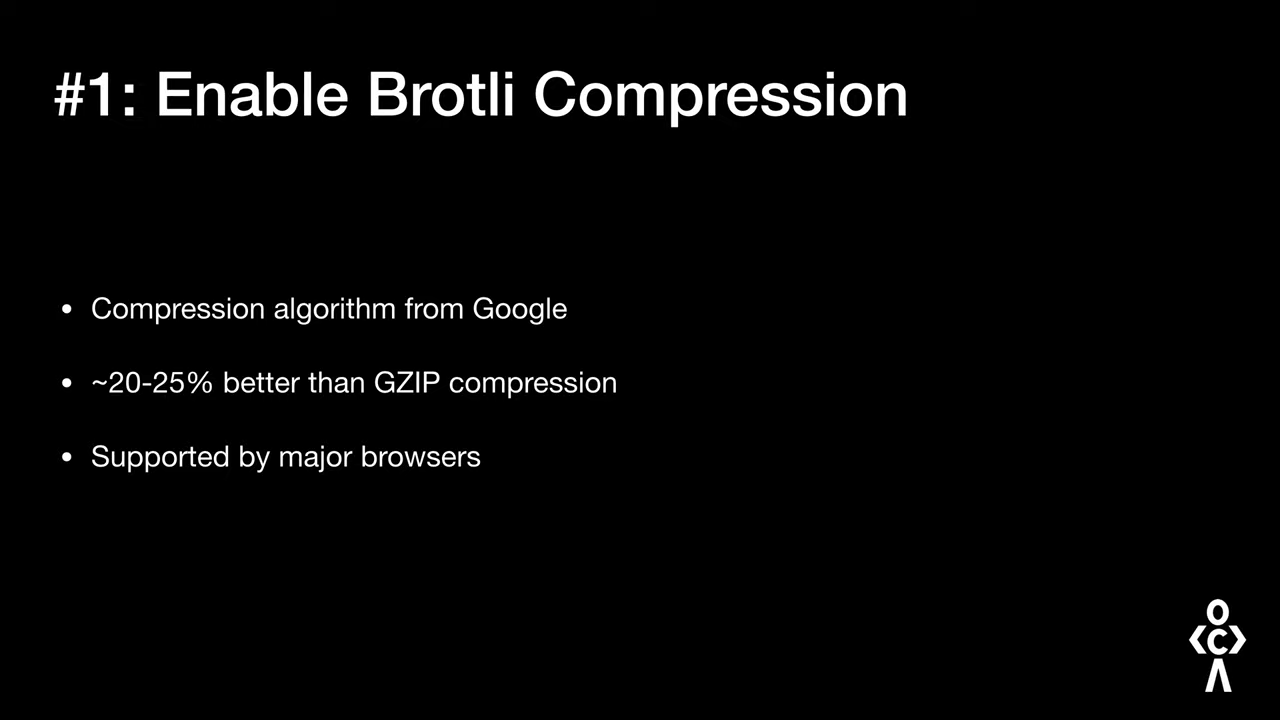 #1: Enable Brotli Compression
• Compression algorithm from Google
• ~20-25% better than GZIP compression
• Supported by major browsers
O
<C>
Λ